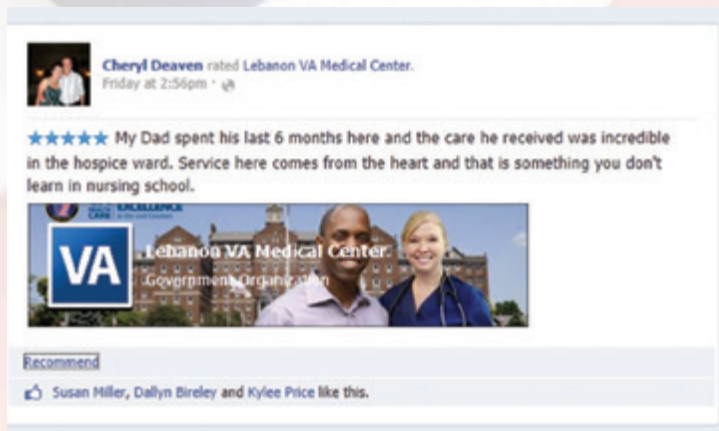 Cheryl Deaven rated Lebanon VA Medical Center.
Friday at 2:56pm ·
★★★★★ My Dad spent his last 6 months here and the care he received was incredible
in the hospice ward. Service here comes from the heart and that is something you don't
learn in nursing school.
HEALTH
CARE EXCELLENCE
VA
Lebanon VA Medical Center
Government Organization
Recommend
Susan Miller, Dallyn Bireley and Kylee Price like this.